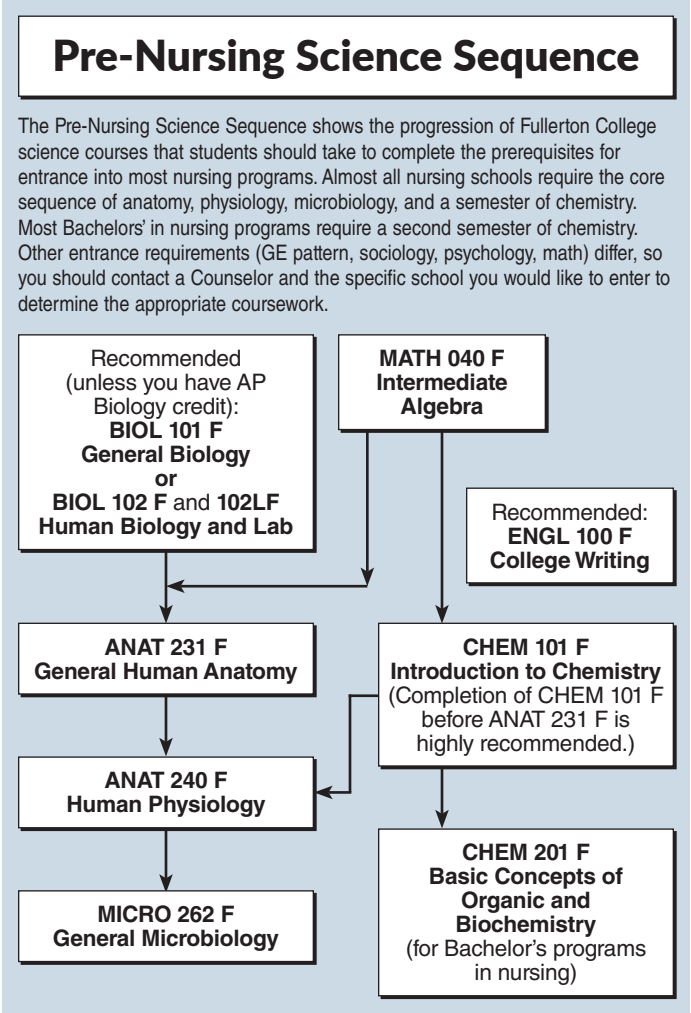 Pre-Nursing Science Sequence
The Pre-Nursing Science Sequence shows the progression of Fullerton College
science courses that students should take to complete the prerequisites for
entrance into most nursing programs. Almost all nursing schools require the core
sequence of anatomy, physiology, microbiology, and a semester of chemistry.
Most Bachelors’ in nursing programs require a second semester of chemistry.
Other entrance requirements (GE pattern, sociology, psychology, math) differ, so
you should contact a Counselor and the specific school you would like to enter to
determine the appropriate coursework.
Recommended
(unless you have AP
Biology credit):
BIOL 101 F
General Biology
or
BIOL 102 F and 102LF
Human Biology and Lab
MATH 040 F
Intermediate
Algebra
Recommended:
ENGL 100 F
College Writing
ANAT 231 F
General Human Anatomy
CHEM 101 F
Introduction to Chemistry
(Completion of CHEM 101 F
before ANAT 231 F is
highly recommended.)
ANAT 240 F
Human Physiology
CHEM 201 F
Basic Concepts of
Organic and
Biochemistry
(for Bachelor’s programs
in nursing)
MICRO 262 F
General Microbiology